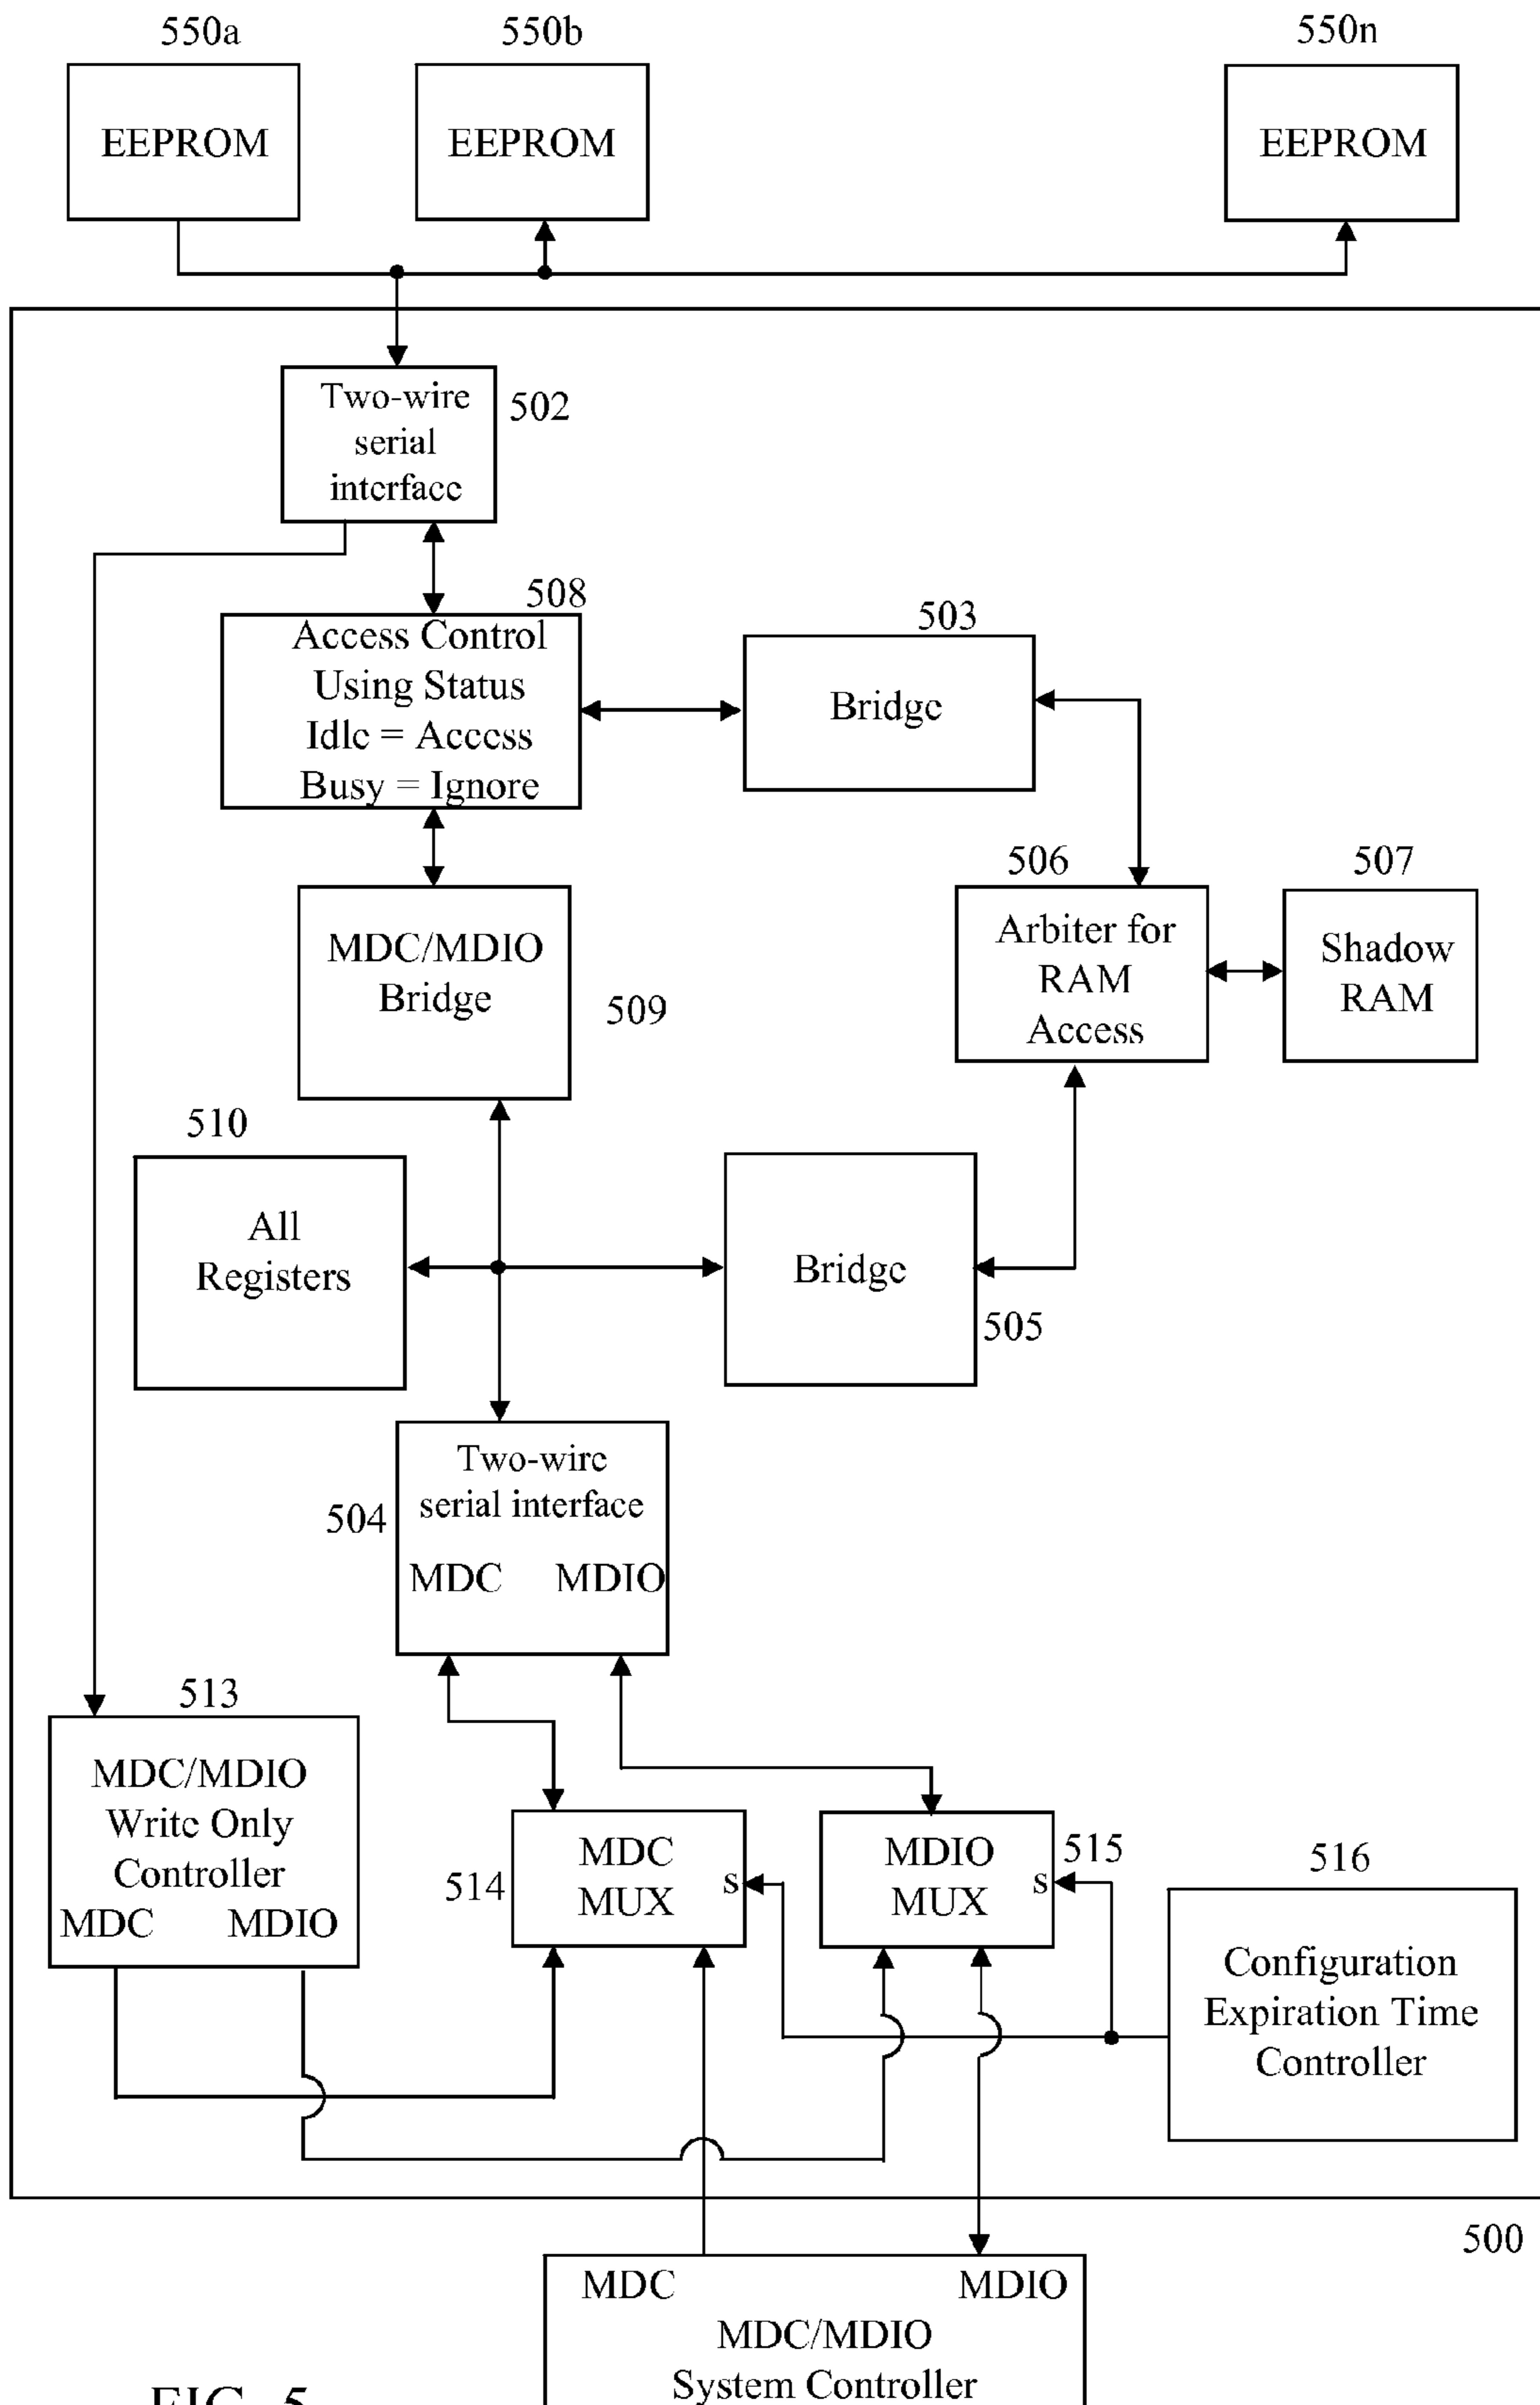 550a
550b
550n
EEPROM
EEPROM
EEPROM
Two-wire
serial
interface
502
508
Access Control
Using Status
Idle = Access
Busy = Ignore
503
Bridge
506
507
Arbiter for
RAM
Access
Shadow
RAM
MDC/MDIO
Bridge
509
510
All
Registers
Bridge
505
Two-wire
serial interface
MDC MDIO
504
513
MDC/MDIO
Write Only
Controller
MDC MDIO
514
MDC
MUX
s
MDIO
MUX
s
515
516
Configuration
Expiration Time
Controller
500
MDC MDIO
MDC/MDIO
System Controller
FIG. 5